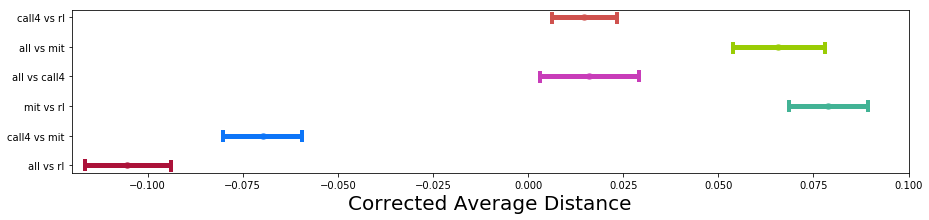 call4 vs rl
all vs mit
all vs call4
mit vs rl
call4 vs mit
all vs rl
−0.100 −0.075 −0.050 −0.025 0.000 0.025 0.050 0.075 0.100
Corrected Average Distance